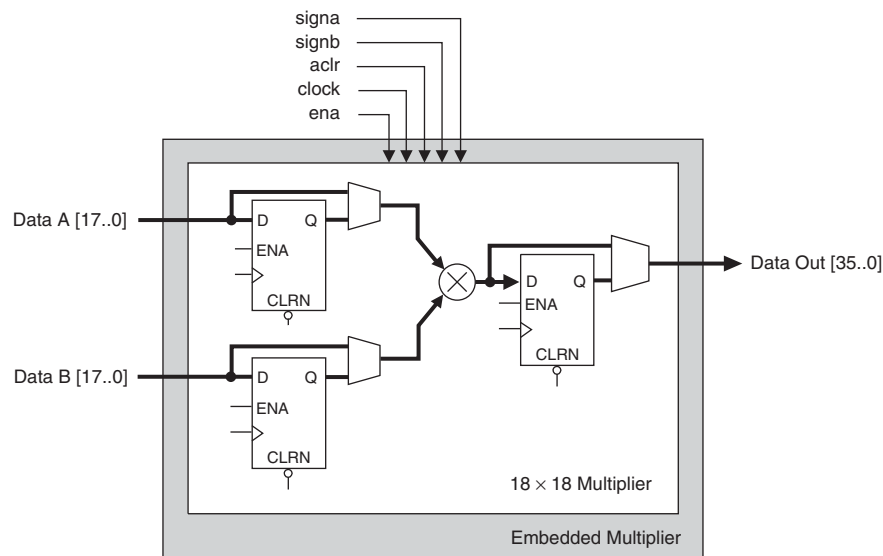 signa
signb
aclr
clock
ena
Data A [17..0]
D Q
ENA
CLRN
Data B [17..0]
D Q
ENA
CLRN
D Q
ENA
CLRN
Data Out [35..0]
18 × 18 Multiplier
Embedded Multiplier